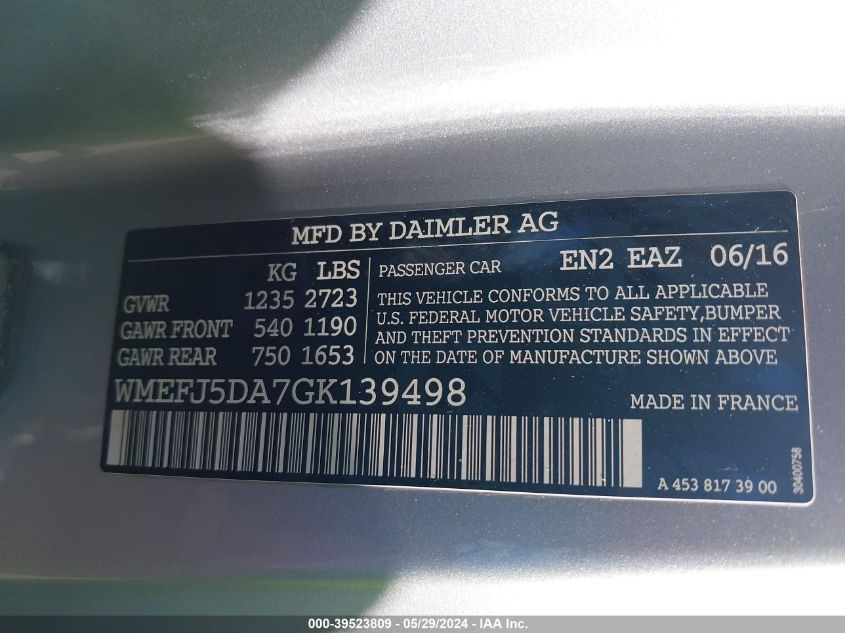 MFD BY DAIMLER AG
KG LBS
GVWR 1235 2723
GAWR FRONT 540 1190
GAWR REAR 750 1653
PASSENGER CAR EN2 EAZ 06/16
THIS VEHICLE CONFORMS TO ALL APPLICABLE
U.S. FEDERAL MOTOR VEHICLE SAFETY,BUMPER
AND THEFT PREVENTION STANDARDS IN EFFECT
ON THE DATE OF MANUFACTURE SHOWN ABOVE
WMEFJ5DA7GK139498
MADE IN FRANCE
A 453 817 39 00
30400758
000-39523809 - 05/29/2024 - IAA Inc.